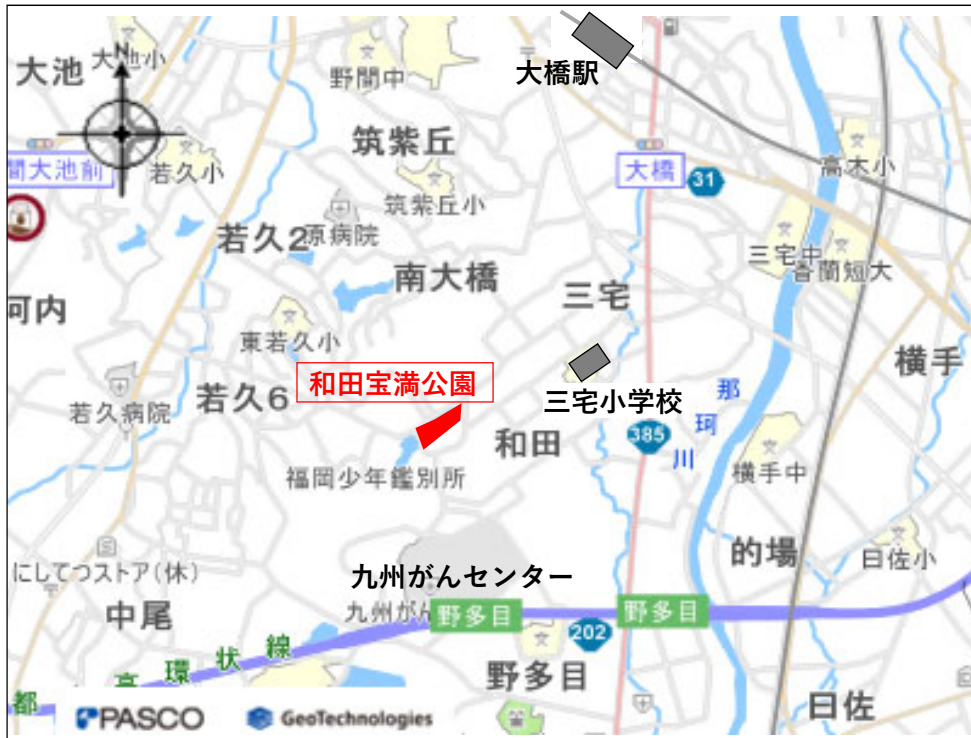 大池
大池小
N
野間中
大橋駅
筑紫丘
若久小
間大池前
大橋
31
高木小
筑紫丘小
若久2
原病院
三宅中
香蘭短大
南大橋
三宅
河内
東若久小
横手
和田宝満公園
若久6
三宅小学校
若久病院
那珂川
385
和田
横手中
福岡少年鑑別所
的場
日佐小
にしてつストア(休)
九州がんセンター
中尾
九州がん
野多目
野多目
202
都
高
環
状
線
野多目
日佐
PASCO
GeoTechnologies